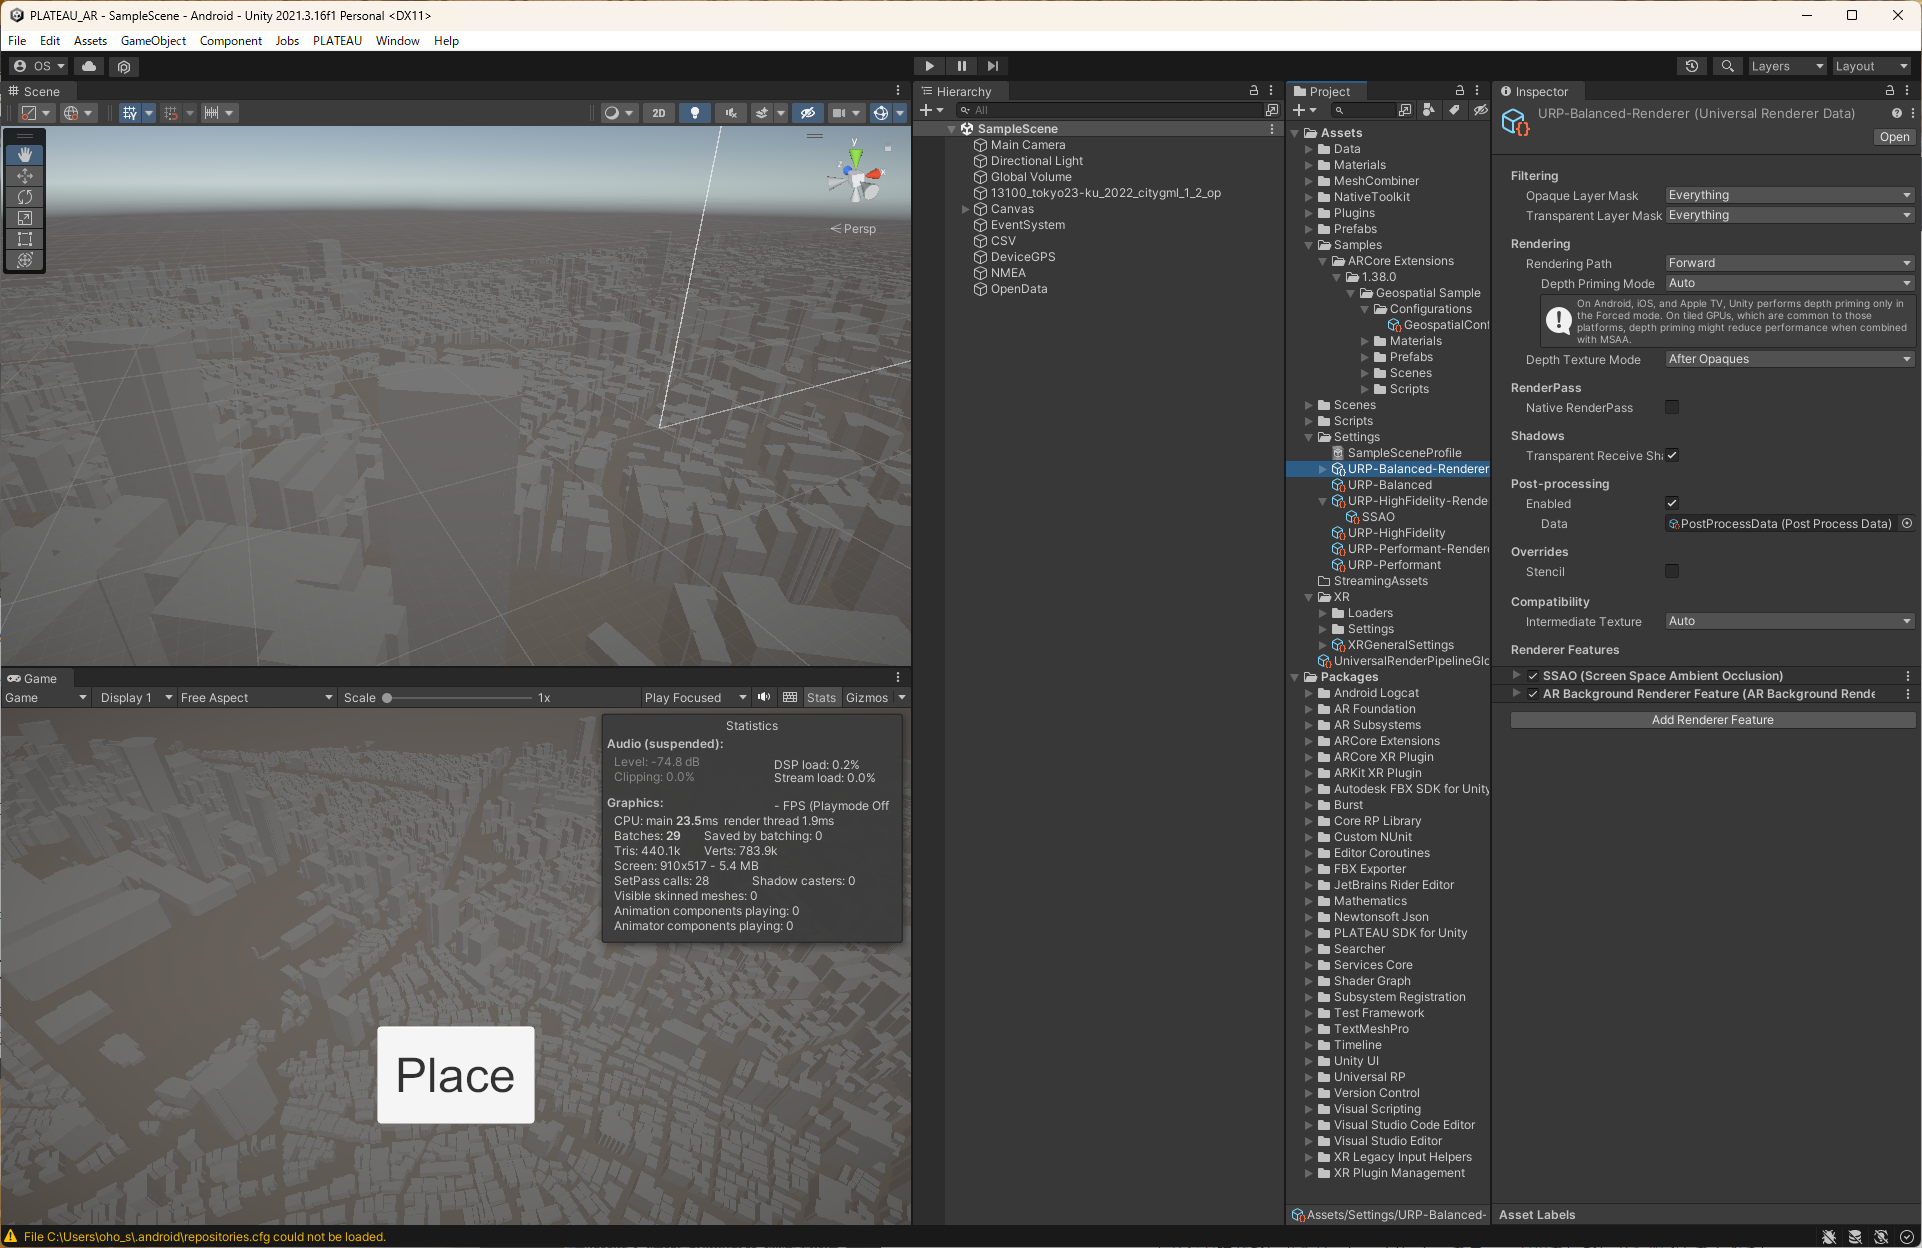 PLATEAU_AR - SampleScene - Android - Unity 2021.3.16f1 Personal <DX11>
File Edit Assets GameObject Component Jobs PLATEAU Window Help
OS
Layers
Layout
Scene
2D
y
x
z
Persp
Game
Game
Display 1
Free Aspect
Scale
1x
Play Focused
Stats
Gizmos
Statistics
Audio (suspended):
Level: -74.8 dB
DSP load: 0.2%
Clipping: 0.0%
Stream load: 0.0%
Graphics:
- FPS (Playmode Off
CPU: main 23.5ms render thread 1.9ms
Batches: 29 Saved by batching: 0
Tris: 440.1k Verts: 783.9k
Screen: 910x517 - 5.4 MB
SetPass calls: 28 Shadow casters: 0
Visible skinned meshes: 0
Animation components playing: 0
Animator components playing: 0
Place
Hierarchy
All
SampleScene
Main Camera
Directional Light
Global Volume
13100_tokyo23-ku_2022_citygml_1_2_op
Canvas
EventSystem
CSV
DeviceGPS
NMEA
OpenData
Project
Assets
Data
Materials
MeshCombiner
NativeToolkit
Plugins
Prefabs
Samples
ARCore Extensions
1.38.0
Geospatial Sample
Configurations
GeospatialConf
Materials
Prefabs
Scenes
Scripts
Scenes
Scripts
Settings
SampleSceneProfile
URP-Balanced-Renderer
URP-Balanced
URP-HighFidelity-Rende
SSAO
URP-HighFidelity
URP-Performant-Rendere
URP-Performant
StreamingAssets
XR
Loaders
Settings
XRGeneralSettings
UniversalRenderPipelineGlo
Packages
Android Logcat
AR Foundation
AR Subsystems
ARCore Extensions
ARCore XR Plugin
ARKit XR Plugin
Autodesk FBX SDK for Unity
Burst
Core RP Library
Custom NUnit
Editor Coroutines
FBX Exporter
JetBrains Rider Editor
Mathematics
Newtonsoft Json
PLATEAU SDK for Unity
Searcher
Services Core
Shader Graph
Subsystem Registration
Test Framework
TextMeshPro
Timeline
Unity UI
Universal RP
Version Control
Visual Scripting
Visual Studio Code Editor
Visual Studio Editor
XR Legacy Input Helpers
XR Plugin Management
Assets/Settings/URP-Balanced-
Inspector
URP-Balanced-Renderer (Universal Renderer Data)
Open
Filtering
Opaque Layer Mask Everything
Transparent Layer Mask Everything
Rendering
Rendering Path Forward
Depth Priming Mode Auto
On Android, iOS, and Apple TV, Unity performs depth priming only in
the Forced mode. On tiled GPUs, which are common to those
platforms, depth priming might reduce performance when combined
with MSAA.
Depth Texture Mode After Opaques
RenderPass
Native RenderPass
Shadows
Transparent Receive Sha
Post-processing
Enabled
Data PostProcessData (Post Process Data)
Overrides
Stencil
Compatibility
Intermediate Texture Auto
Renderer Features
SSAO (Screen Space Ambient Occlusion)
AR Background Renderer Feature (AR Background Rende
Add Renderer Feature
Asset Labels
File C:\Users\oho_s\.android\repositories.cfg could not be loaded.